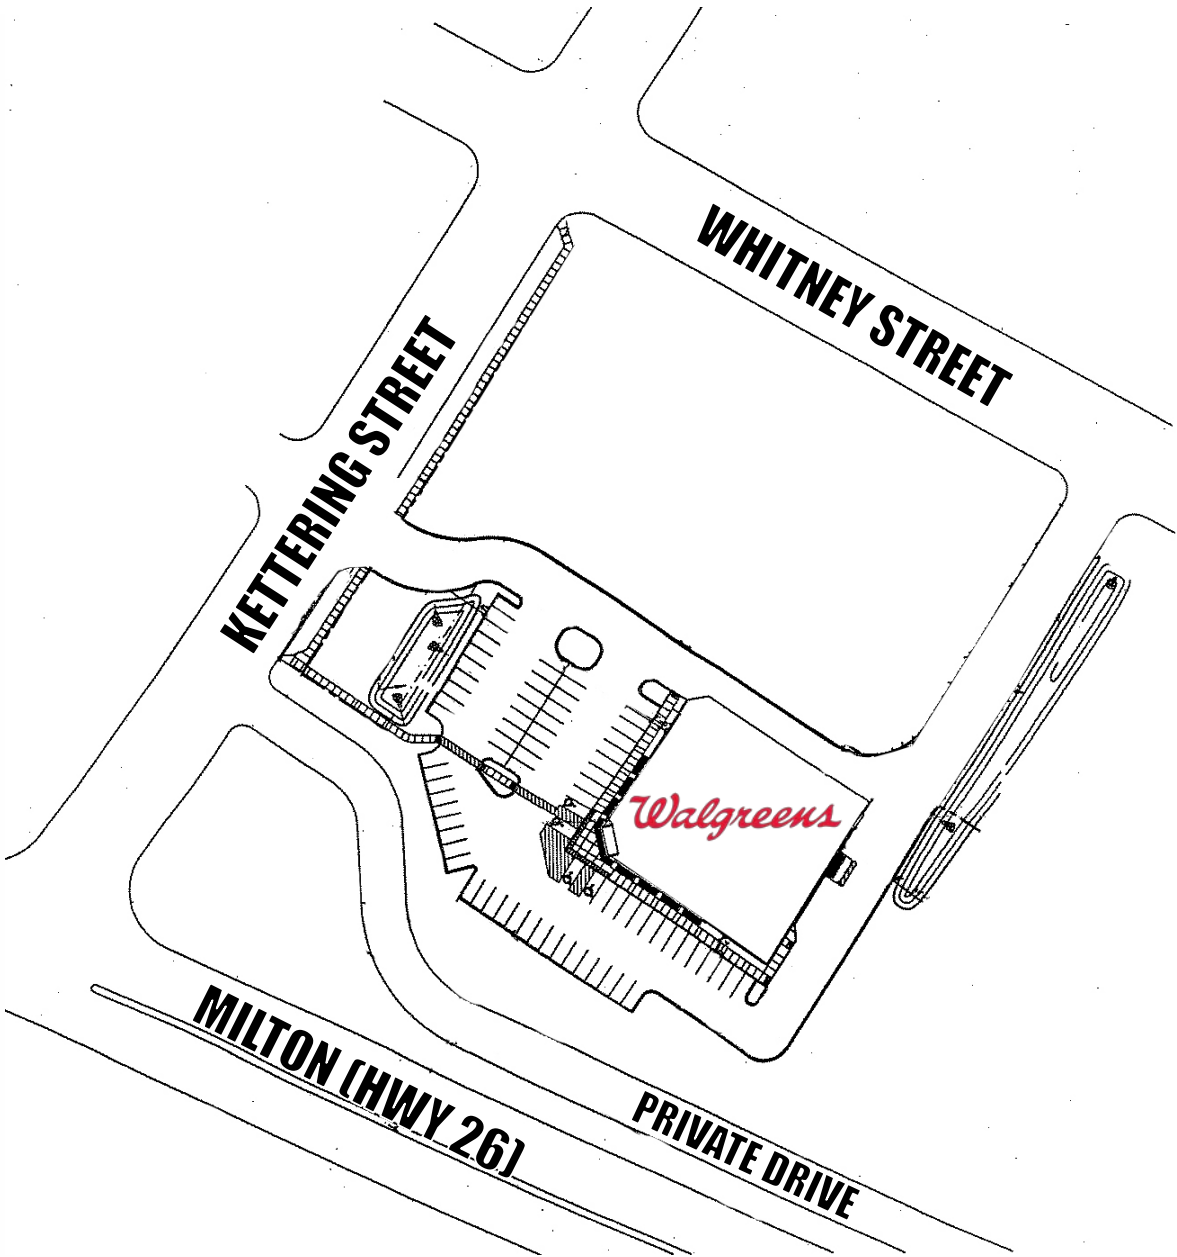 WHITNEY STREET
KETTERING STREET
Walgreens
MILTON (HWY 26)
PRIVATE DRIVE